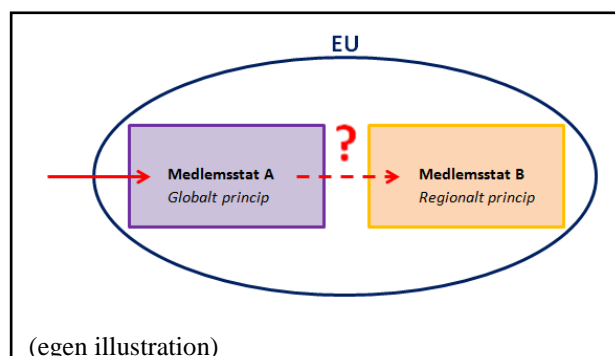 EU
?
Medlemsstat A
Globalt princip
Medlemsstat B
Regionalt princip
(egen illustration)